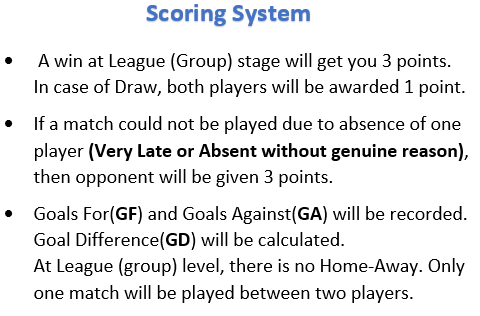 Scoring System
• A win at League (Group) stage will get you 3 points.
In case of Draw, both players will be awarded 1 point.
• If a match could not be played due to absence of one
player (Very Late or Absent without genuine reason),
then opponent will be given 3 points.
• Goals For(GF) and Goals Against(GA) will be recorded.
Goal Difference(GD) will be calculated.
At League (group) level, there is no Home-Away. Only
one match will be played between two players.